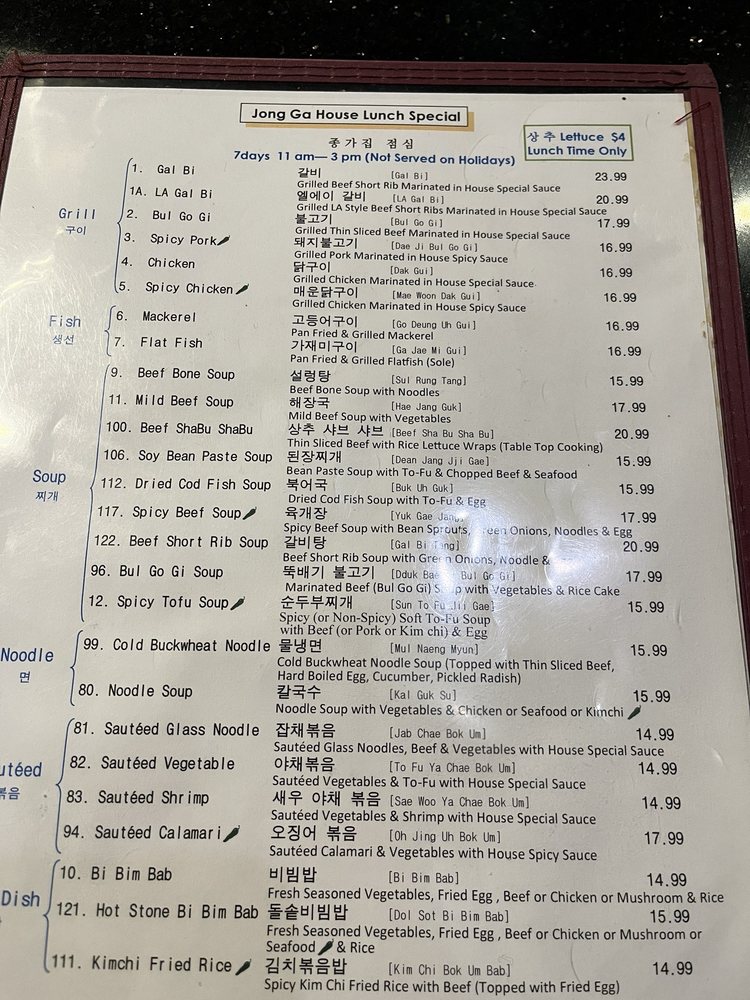 Jong Ga House Lunch Special
종가집 점심
7days 11 am— 3 pm (Not Served on Holidays)
상추 Lettuce $4
Lunch Time Only
Grill
구이
1. Gal Bi 갈비 [Gal Bi] 23.99
Grilled Beef Short Rib Marinated in House Special Sauce
1A. LA Gal Bi 엘에이 갈비 [LA Gal Bi] 20.99
Grilled LA Style Beef Short Ribs Marinated in House Special Sauce
2. Bul Go Gi 불고기 [Bul Go Gi] 17.99
Grilled Thin Sliced Beef Marinated in House Special Sauce
3. Spicy Pork 돼지불고기 [Dae Ji Bul Go Gi] 16.99
Grilled Pork Marinated in House Spicy Sauce
4. Chicken 닭구이 [Dak Gui] 16.99
Grilled Chicken Marinated in House Special Sauce
5. Spicy Chicken 매운닭구이 [Mae Woon Dak Gui] 16.99
Grilled Chicken Marinated in House Spicy Sauce
Fish
생선
6. Mackerel 고등어구이 [Go Deung Uh Gui] 16.99
Pan Fried & Grilled Mackerel
7. Flat Fish 가재미구이 [Ga Jae Mi Gui] 16.99
Pan Fried & Grilled Flatfish (Sole)
Soup
찌개
9. Beef Bone Soup 설렁탕 [Sul Rung Tang] 15.99
Beef Bone Soup with Noodles
11. Mild Beef Soup 해장국 [Hae Jang Guk] 17.99
Mild Beef Soup with Vegetables
100. Beef ShaBu ShaBu 상추 샤브 샤브 [Beef Sha Bu Sha Bu] 20.99
Thin Sliced Beef with Rice Lettuce Wraps (Table Top Cooking)
106. Soy Bean Paste Soup 된장찌개 [Dean Jang Jji Gae] 15.99
Bean Paste Soup with To-Fu & Chopped Beef & Seafood
112. Dried Cod Fish Soup 북어국 [Buk Uh Guk] 15.99
Dried Cod Fish Soup with To-Fu & Egg
117. Spicy Beef Soup 육개장 [Yuk Gae Jang] 17.99
Spicy Beef Soup with Bean Sprouts, Green Onions, Noodles & Egg
122. Beef Short Rib Soup 갈비탕 [Gal Bi Tang] 20.99
Beef Short Rib Soup with Green Onions, Noodle &
96. Bul Go Gi Soup 뚝배기 불고기 [Dduk Bae Bul Go Gi] 17.99
Marinated Beef (Bul Go Gi) Soup with Vegetables & Rice Cake
12. Spicy Tofu Soup 순두부찌개 [Sun To Fu Jji Gae] 15.99
Spicy (or Non-Spicy) Soft To-Fu Soup
with Beef (or Pork or Kim chi) & Egg
Noodle
면
99. Cold Buckwheat Noodle 물냉면 [Mul Naeng Myun] 15.99
Cold Buckwheat Noodle Soup (Topped with Thin Sliced Beef,
Hard Boiled Egg, Cucumber, Pickled Radish)
80. Noodle Soup 칼국수 [Kal Guk Su] 15.99
Noodle Soup with Vegetables & Chicken or Seafood or Kimchi
utéed
볶음
81. Sautéed Glass Noodle 잡채볶음 [Jab Chae Bok Um] 14.99
Sautéed Glass Noodles, Beef & Vegetables with House Special Sauce
82. Sautéed Vegetable 야채볶음 [To Fu Ya Chae Bok Um] 14.99
Sautéed Vegetables & To-Fu with House Special Sauce
83. Sautéed Shrimp 새우 야채 볶음 [Sae Woo Ya Chae Bok Um] 14.99
Sautéed Vegetables & Shrimp with House Special Sauce
94. Sautéed Calamari 오징어 볶음 [Oh Jing Uh Bok Um] 17.99
Sautéed Calamari & Vegetables with House Spicy Sauce
Dish
10. Bi Bim Bab 비빔밥 [Bi Bim Bab] 14.99
Fresh Seasoned Vegetables, Fried Egg , Beef or Chicken or Mushroom & Rice
121. Hot Stone Bi Bim Bab 돌솥비빔밥 [Dol Sot Bi Bim Bab] 15.99
Fresh Seasoned Vegetables, Fried Egg , Beef or Chicken or Mushroom or
Seafood & Rice
111. Kimchi Fried Rice 김치볶음밥 [Kim Chi Bok Um Bab] 14.99
Spicy Kim Chi Fried Rice with Beef (Topped with Fried Egg)